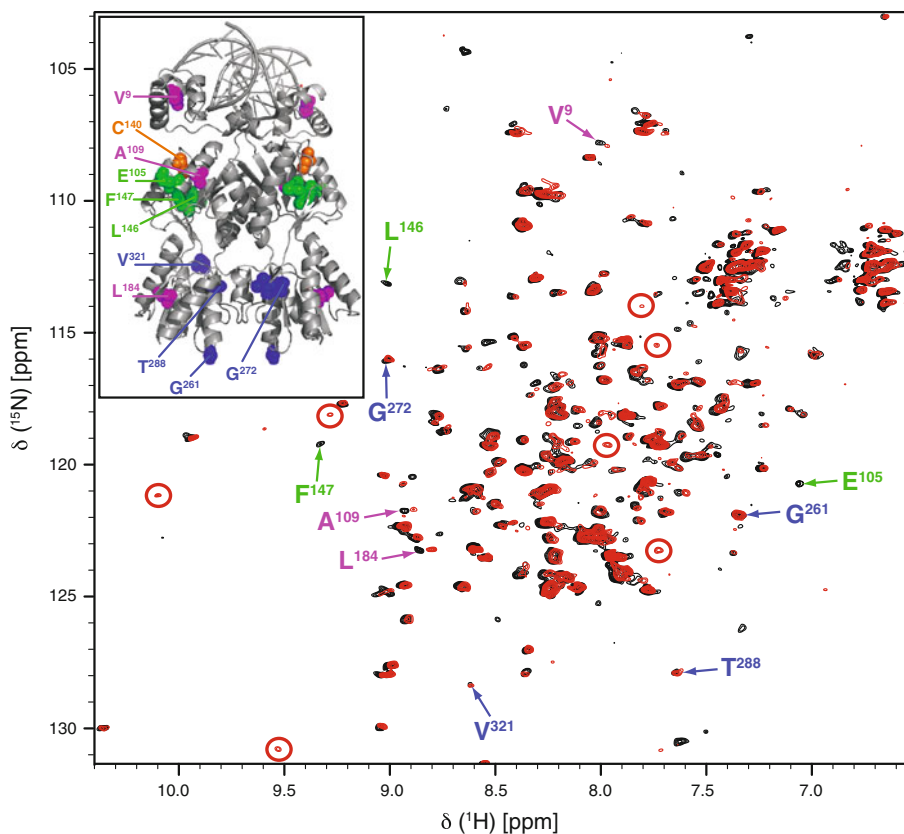 V⁹
C¹⁴⁰
A¹⁰⁹
E¹⁰⁵
F¹⁴⁷
L¹⁴⁶
V³²¹
L¹⁸⁴
T²⁸⁸
G²⁶¹
G²⁷²
V⁹
L¹⁴⁶
G²⁷²
F¹⁴⁷
E¹⁰⁵
A¹⁰⁹
G²⁶¹
L¹⁸⁴
T²⁸⁸
V³²¹
105
110
115
120
125
130
δ (¹⁵N) [ppm]
10.0 9.5 9.0 8.5 8.0 7.5 7.0
δ (¹H) [ppm]